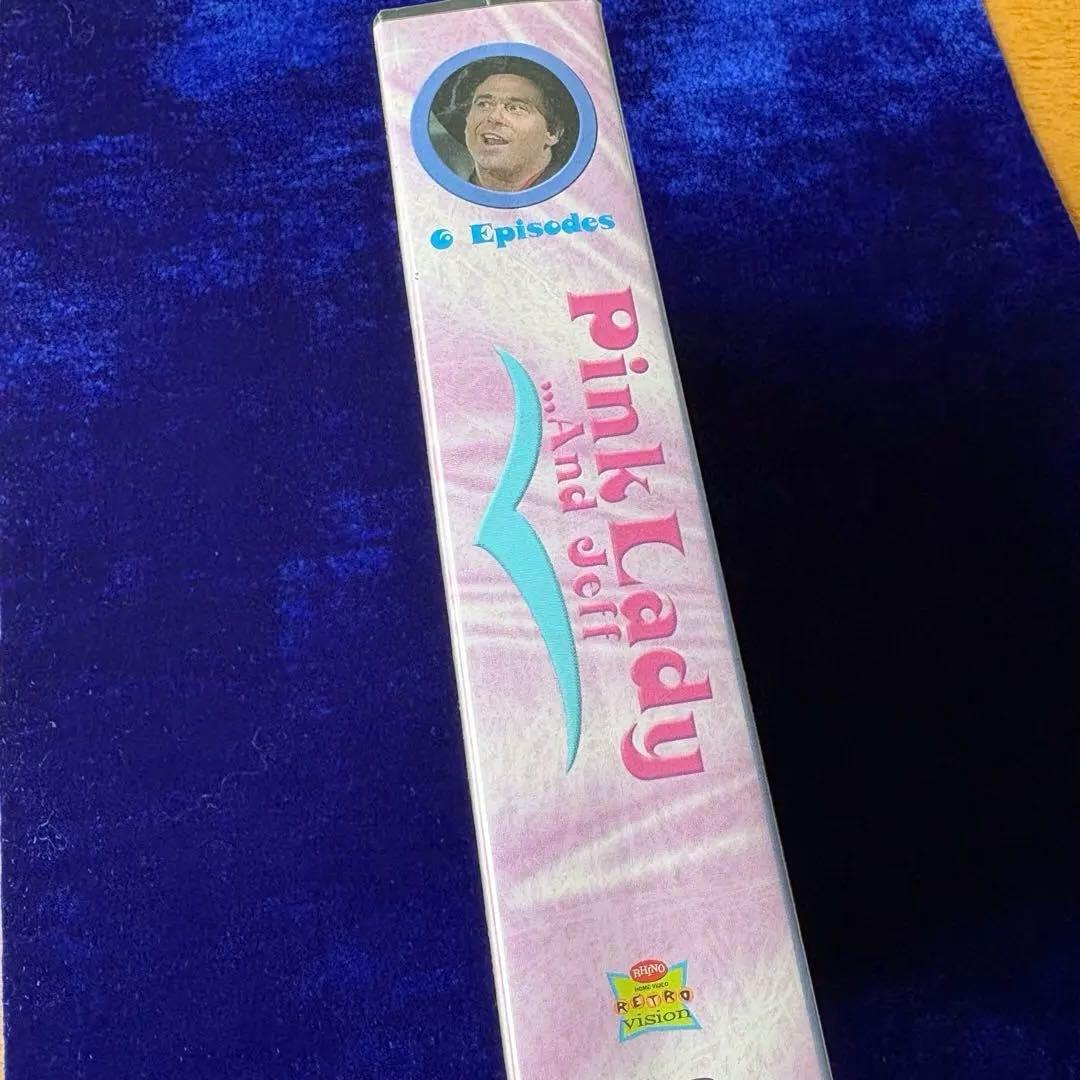 6 Episodes
Pink Lady
...And Jeff
RHINO
HOME VIDEO
RETRO
vision